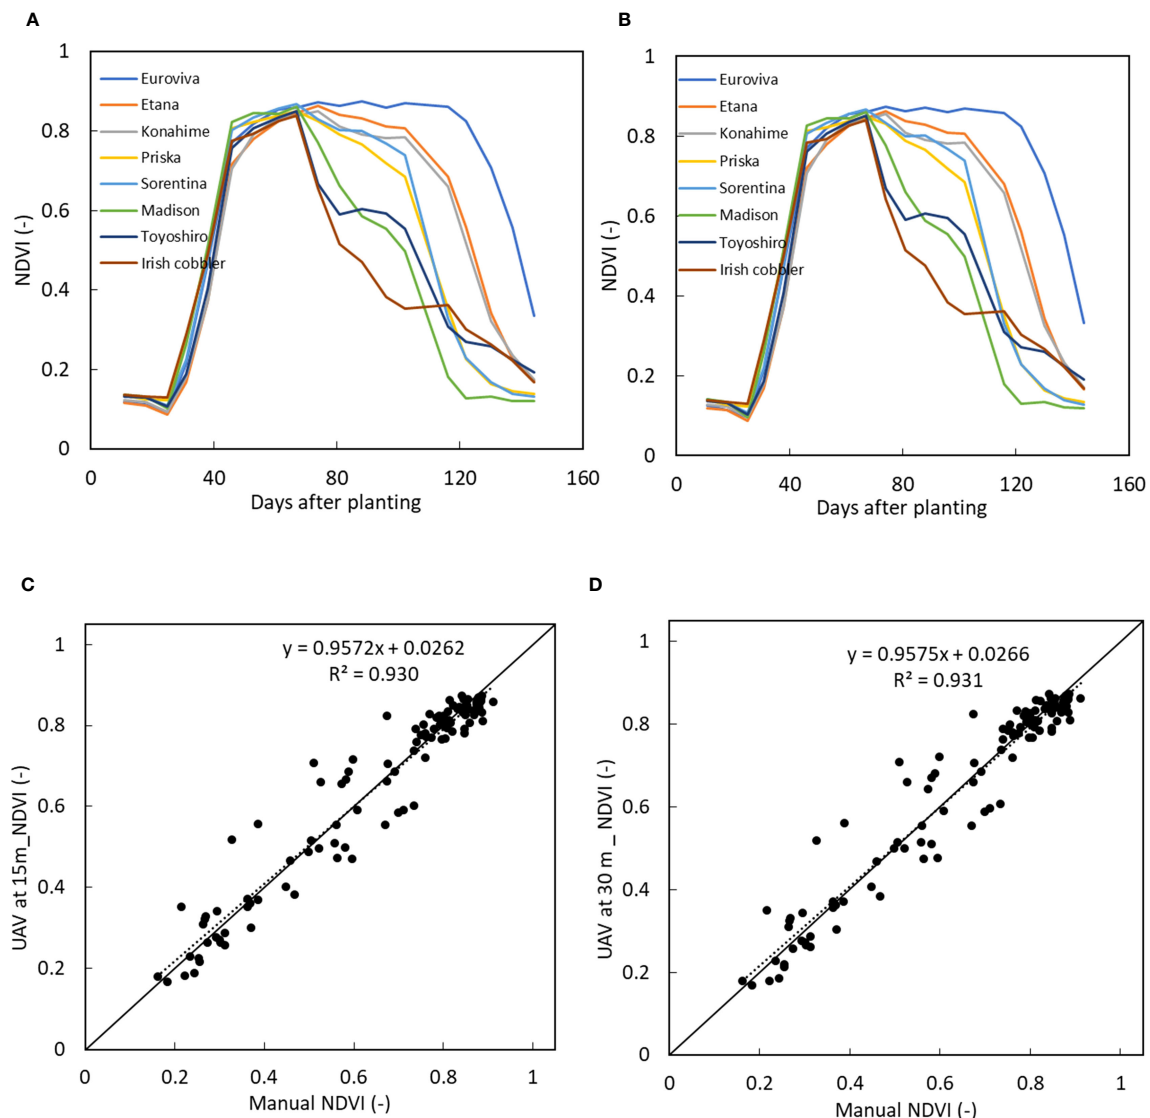 A
1
0.8
0.6
0.4
0.2
0
NDVI (-)
Euroviva
Etana
Konahime
Priska
Sorentina
Madison
Toyoshiro
Irish cobbler
0 40 80 120 160
Days after planting
B
1
0.8
0.6
0.4
0.2
0
NDVI (-)
Euroviva
Etana
Konahime
Priska
Sorentina
Madison
Toyoshiro
Irish cobbler
0 40 80 120 160
Days after planting
C
y = 0.9572x + 0.0262
R² = 0.930
1
0.8
0.6
0.4
0.2
0
UAV at 15m_NDVI (-)
0 0.2 0.4 0.6 0.8 1
Manual NDVI (-)
D
y = 0.9575x + 0.0266
R² = 0.931
1
0.8
0.6
0.4
0.2
0
UAV at 30 m _ NDVI (-)
0 0.2 0.4 0.6 0.8 1
Manual NDVI (-)